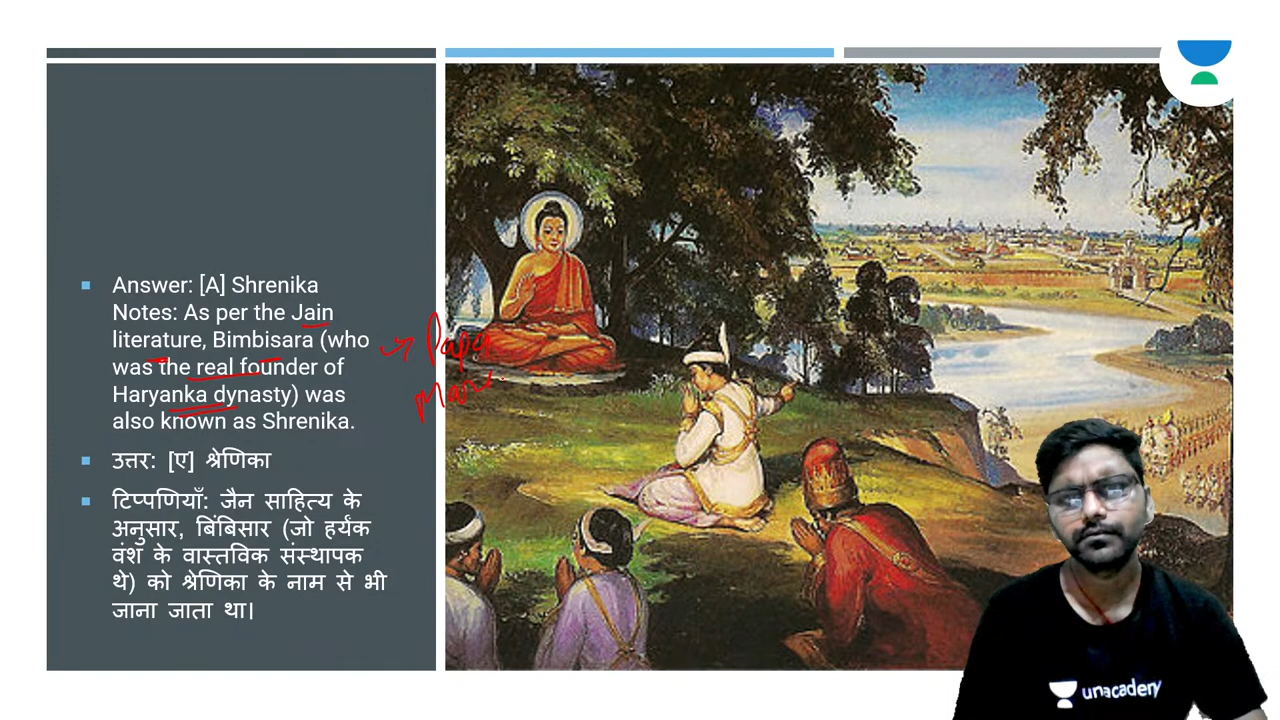 Answer: [A] Shrenika
Notes: As per the Jain
literature, Bimbisara (who
was the real founder of
Haryanka dynasty) was
also known as Shrenika.
उत्तर: [ए] श्रेणिका
टिप्पणियाँ: जैन साहित्य के
अनुसार, बिंबिसार (जो हर्यंक
वंश के वास्तविक संस्थापक
थे) को श्रेणिका के नाम से भी
जाना जाता था।
unacademy